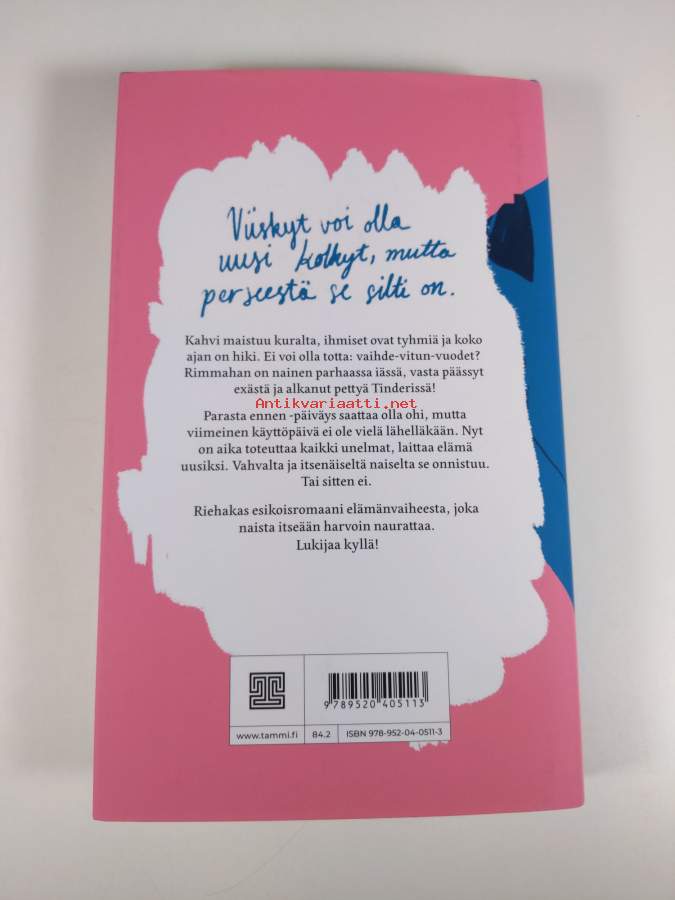 Viiskyt voi olla
uusi kolkyt, mutta
perseestä se silti on.
Kahvi maistuu kuralta, ihmiset ovat tyhmiä ja koko
ajan on hiki. Ei voi olla totta: vaihde-vitun-vuodet?
Rimmahan on nainen parhaassa iässä, vasta päässyt
exästä ja alkanut pettyä Tinderissä!
Antikvariaatti.net
Parasta ennen -päiväys saattaa olla ohi, mutta
viimeinen käyttöpäivä ei ole vielä lähelläkään. Nyt
on aika toteuttaa kaikki unelmat, laittaa elämä
uusiksi. Vahvalta ja itsenäiseltä naiselta se onnistuu.
Tai sitten ei.
Riehakas esikoisromaani elämänvaiheesta, joka
naista itseään harvoin naurattaa.
Lukijaa kyllä!
9 789520 405113
www.tammi.fi
84.2
ISBN 978-952-04-0511-3